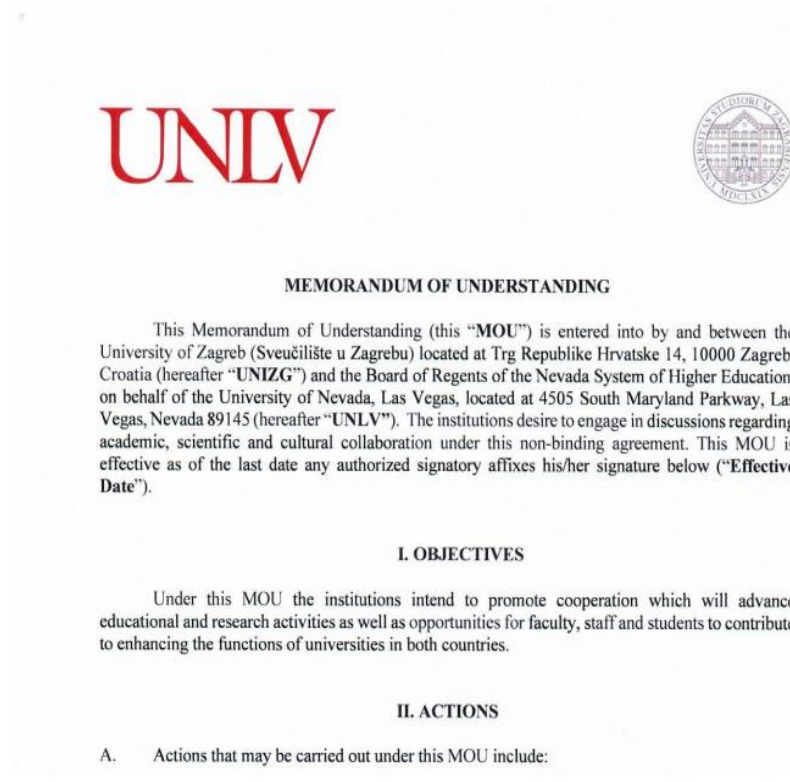 UNLV
UNIVERSITAS STUDIORUM ZAGRABIENSIS MDCLXIX
MEMORANDUM OF UNDERSTANDING
This Memorandum of Understanding (this “MOU”) is entered into by and between the
University of Zagreb (Sveučilište u Zagrebu) located at Trg Republike Hrvatske 14, 10000 Zagreb
Croatia (hereafter “UNIZG”) and the Board of Regents of the Nevada System of Higher Education
on behalf of the University of Nevada, Las Vegas, located at 4505 South Maryland Parkway, Las
Vegas, Nevada 89145 (hereafter “UNLV”). The institutions desire to engage in discussions regarding
academic, scientific and cultural collaboration under this non-binding agreement. This MOU is
effective as of the last date any authorized signatory affixes his/her signature below (“Effective
Date”).
I. OBJECTIVES
Under this MOU the institutions intend to promote cooperation which will advance
educational and research activities as well as opportunities for faculty, staff and students to contribute
to enhancing the functions of universities in both countries.
II. ACTIONS
A. Actions that may be carried out under this MOU include: